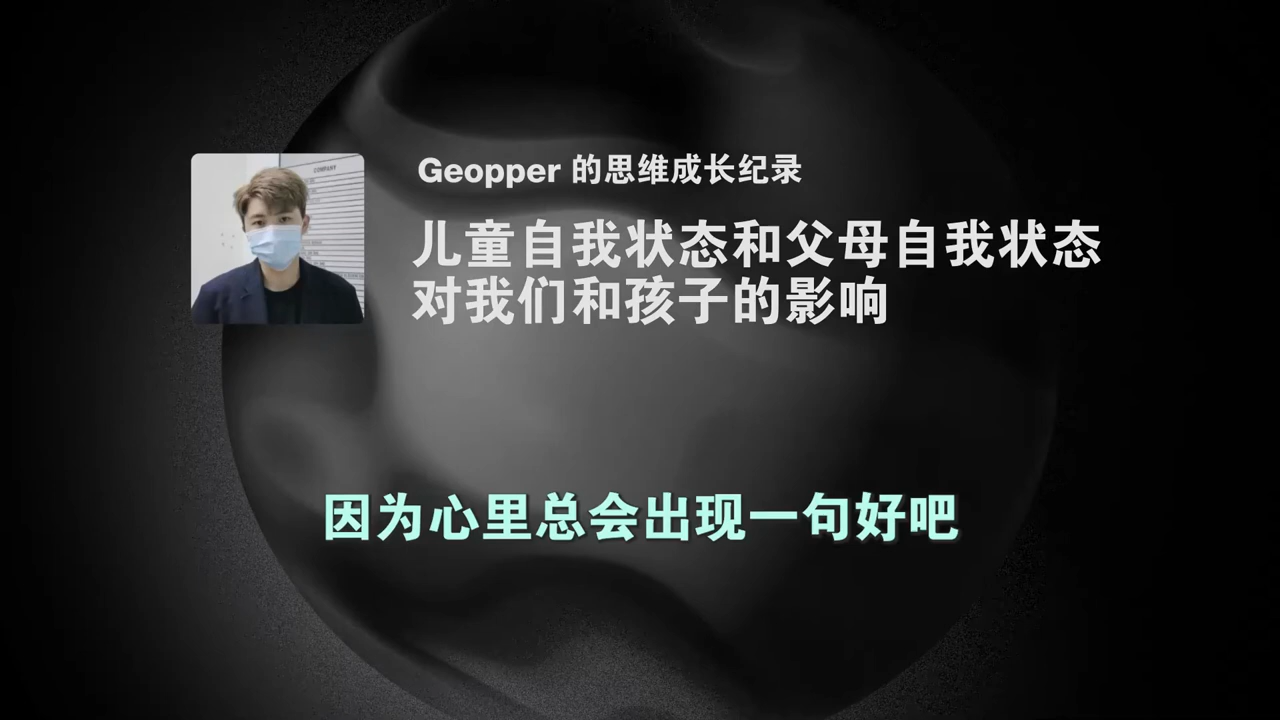 COMPANY
Geopper 的思维成长纪录
儿童自我状态和父母自我状态
对我们和孩子的影响
因为心里总会出现一句好吧